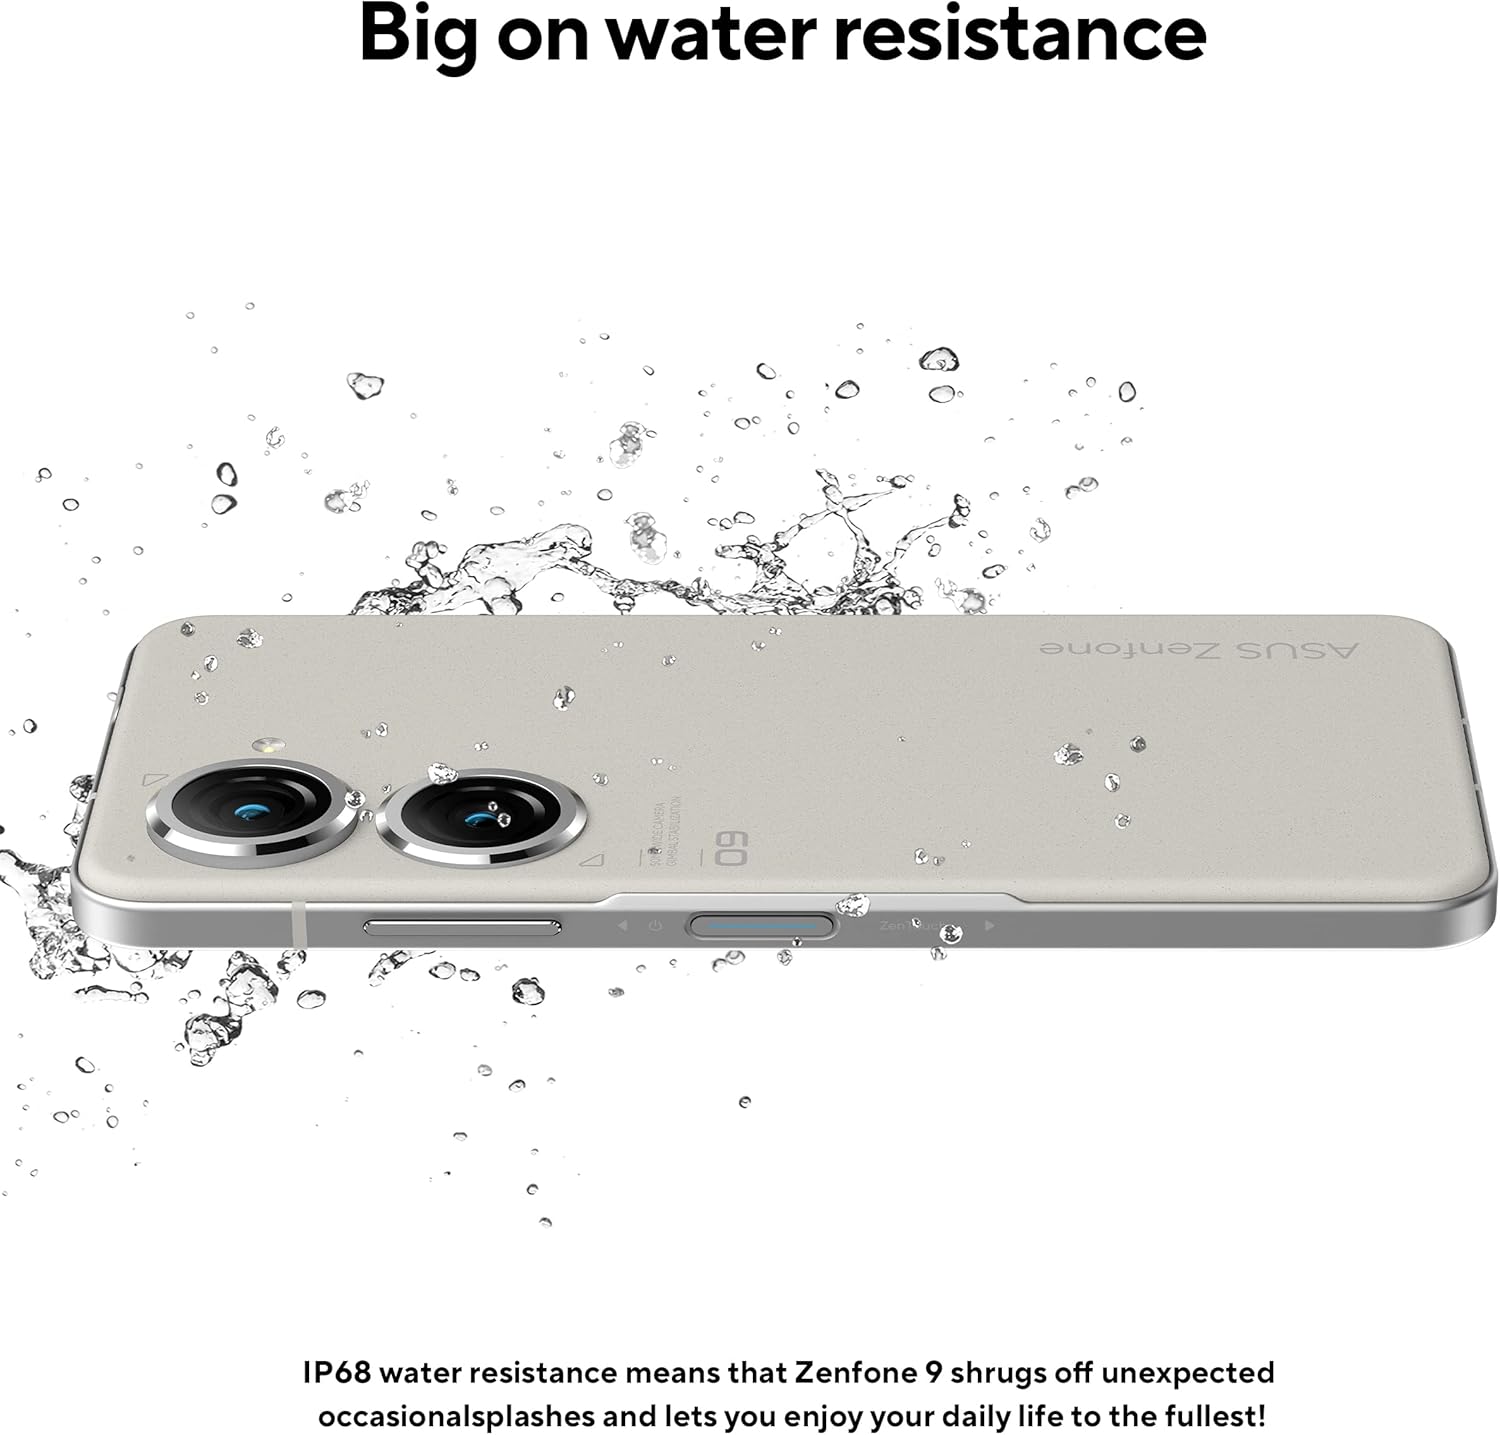 Big on water resistance
ASUS Zenfone
09
ZenTouch
IP68 water resistance means that Zenfone 9 shrugs off unexpected
occasionalsplashes and lets you enjoy your daily life to the fullest!